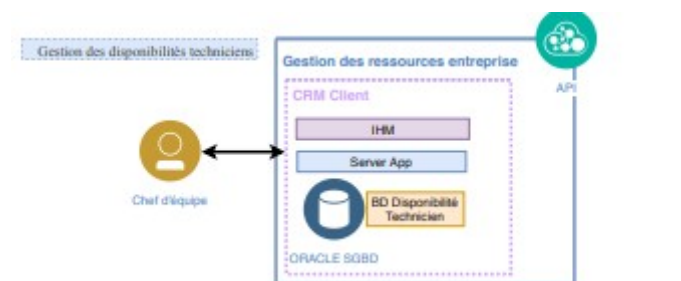 Gestion des disponibilités techniciens
Gestion des ressources entreprise
API
CRM Client
IHM
Server App
Chef d'équipe
BD Disponibilité
Technicien
ORACLE SGBD